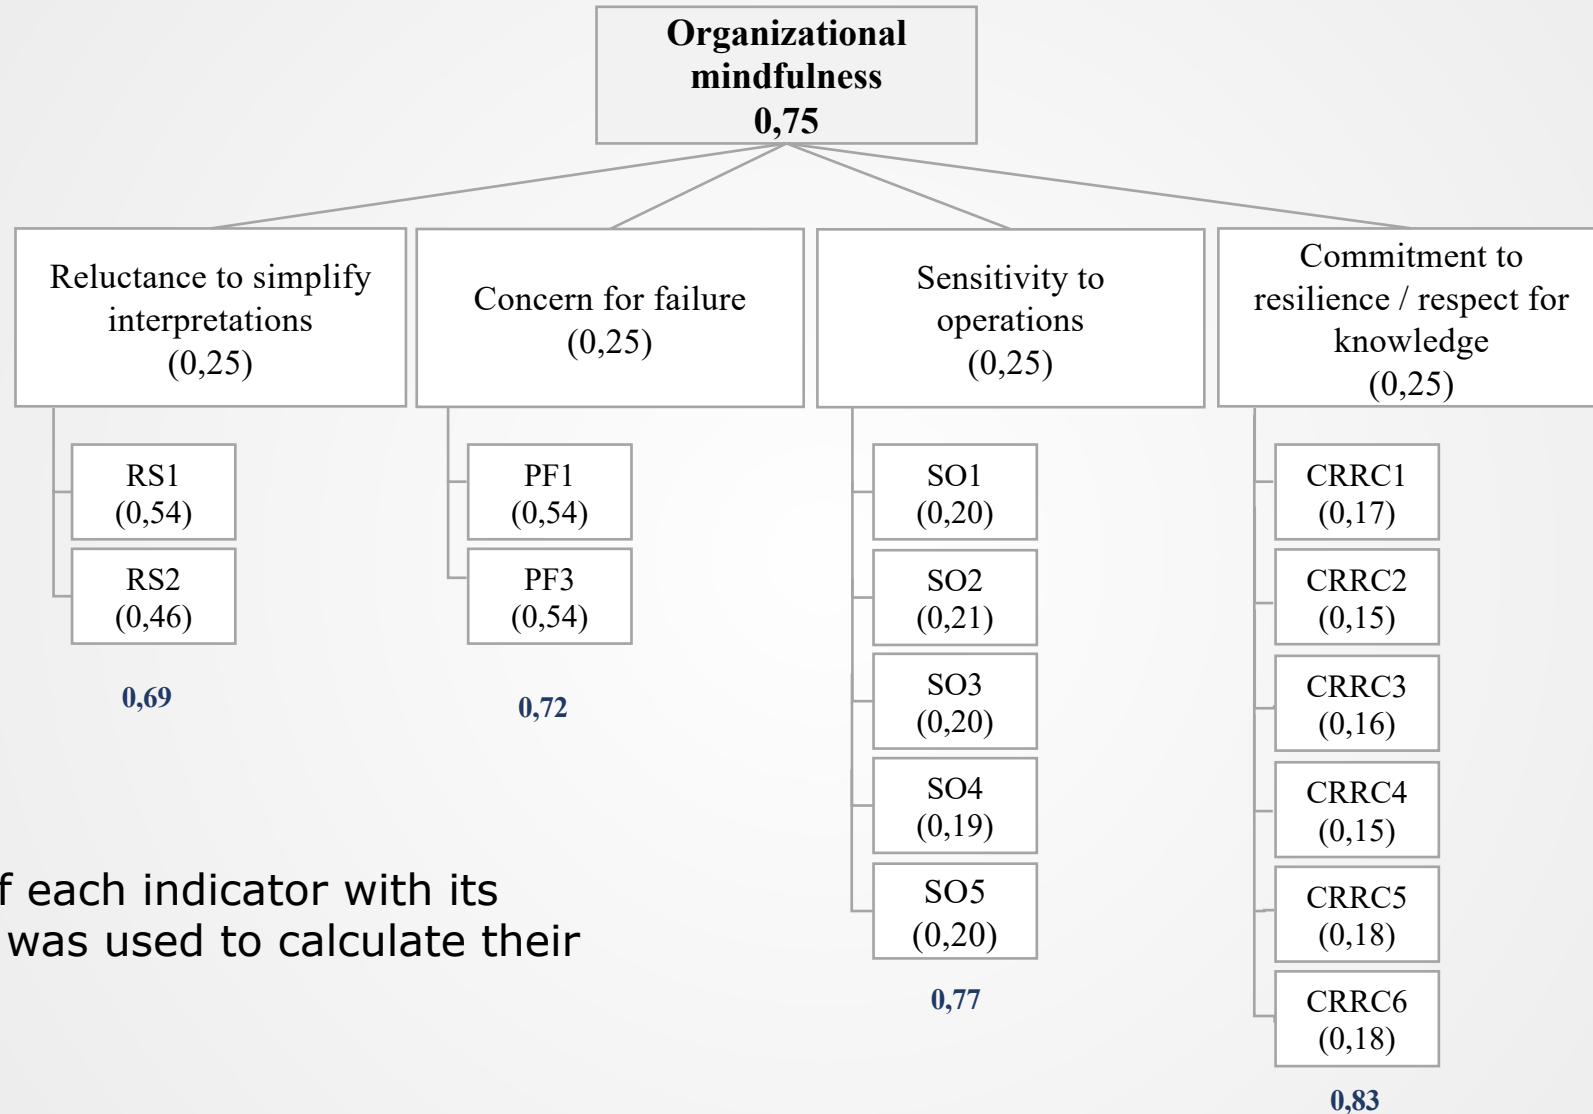 Organizational
mindfulness
0,75
Reluctance to simplify
interpretations
(0,25)
Concern for failure
(0,25)
Sensitivity to
operations
(0,25)
Commitment to
resilience / respect for
knowledge
(0,25)
RS1
(0,54)
RS2
(0,46)
0,69
PF1
(0,54)
PF3
(0,54)
0,72
SO1
(0,20)
SO2
(0,21)
SO3
(0,20)
SO4
(0,19)
SO5
(0,20)
0,77
CRRC1
(0,17)
CRRC2
(0,15)
CRRC3
(0,16)
CRRC4
(0,15)
CRRC5
(0,18)
CRRC6
(0,18)
0,83
f each indicator with its
was used to calculate their